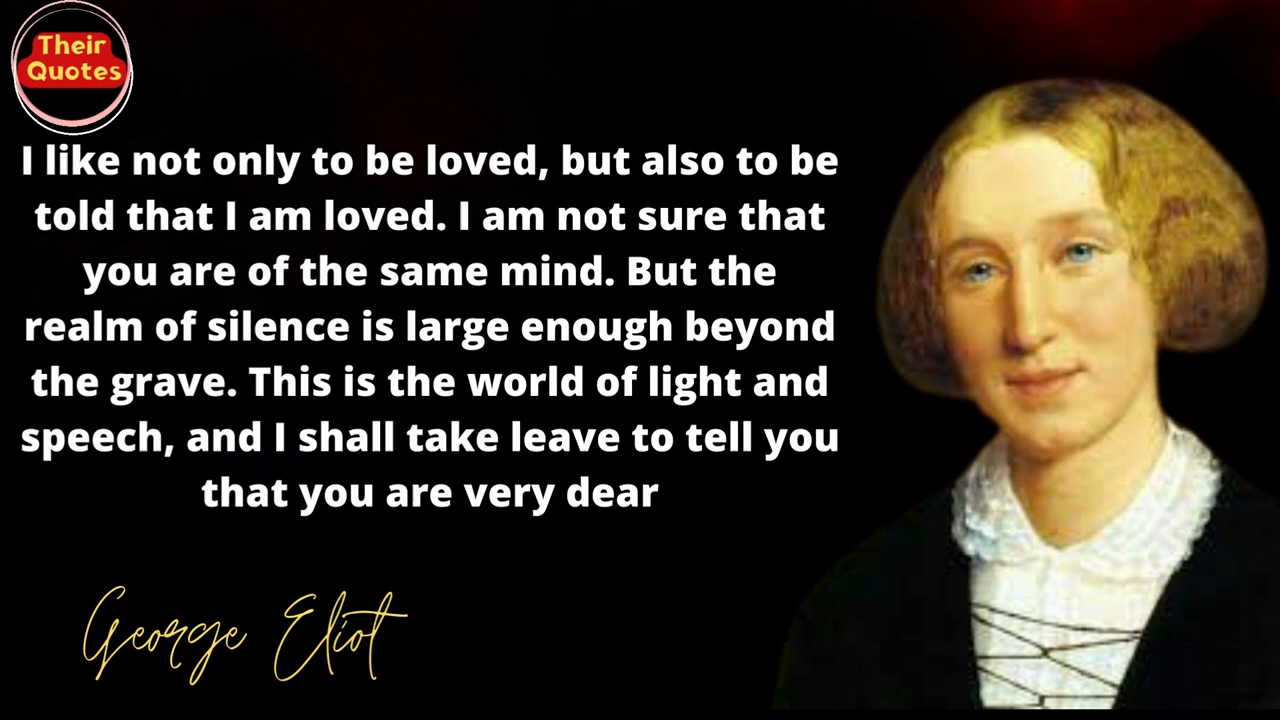 Their
Quotes
I like not only to be loved, but also to be
told that I am loved. I am not sure that
you are of the same mind. But the
realm of silence is large enough beyond
the grave. This is the world of light and
speech, and I shall take leave to tell you
that you are very dear
George Eliot